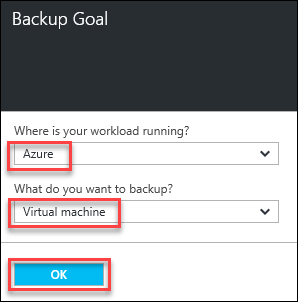 Backup Goal
Where is your workload running?
Azure
What do you want to backup?
Virtual machine
OK